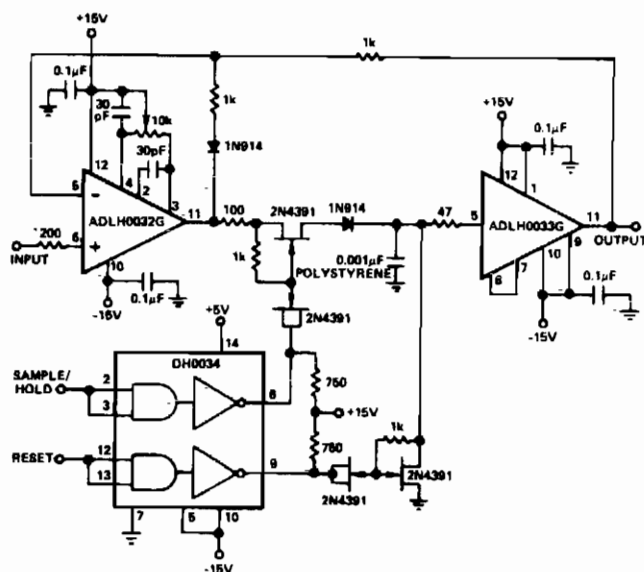 +15V
1k
0.1µF
30
pF
10k
1k
+15V
30pF
1N914
0.1µF
12
4
2
3
12
1
5
-
2N4391
1N914
47
ADLH0032G
11
100
5
ADLH0033G
11
200
6
+
OUTPUT
INPUT
10
1k
0.001µF
10
9
POLYSTYRENE
6
7
-15V
0.1µF
0.1µF
+5V
2N4391
-15V
14
DH0034
SAMPLE/
HOLD
2
3
750
+15V
RESET
12
13
9
1k
2N4391
2N4391
7
5
10
-15V